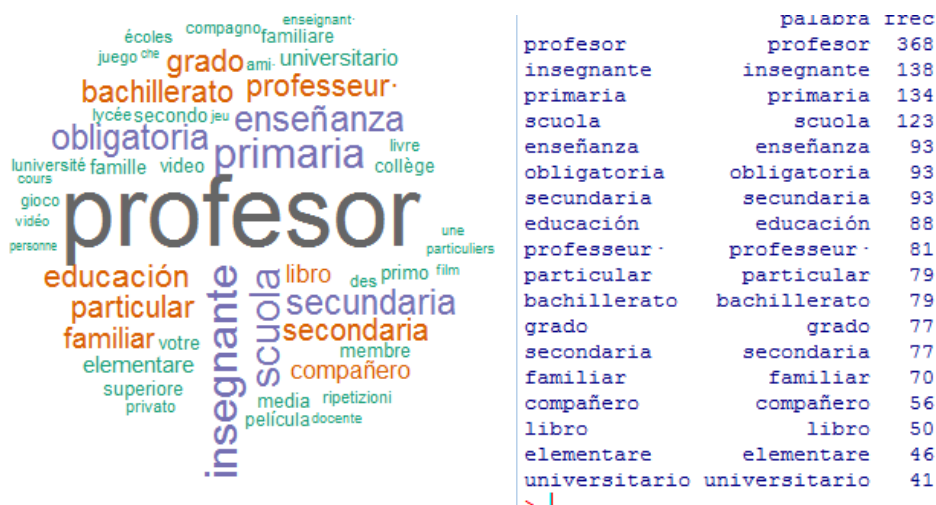 enseignant·
écoles compagno familiare
juego che grado ami· universitario
bachillerato professeur·
lycée secondo jeu enseñanza
obligatoria primaria livre
luniversité famille video collège
cours
gioco profesor
vidéo une
personne particuliers
educación libro des primo film
particular insegnante scuola secundaria
familiar votre secondaria
elementare membre
superiore compañero
privato media ripetizioni
película docente
palabra frec
profesor profesor 368
insegnante insegnante 138
primaria primaria 134
scuola scuola 123
enseñanza enseñanza 93
obligatoria obligatoria 93
secundaria secundaria 93
educación educación 88
professeur· professeur· 81
particular particular 79
bachillerato bachillerato 79
grado grado 77
secondaria secondaria 77
familiar familiar 70
compañero compañero 56
libro libro 50
elementare elementare 46
universitario universitario 41
>